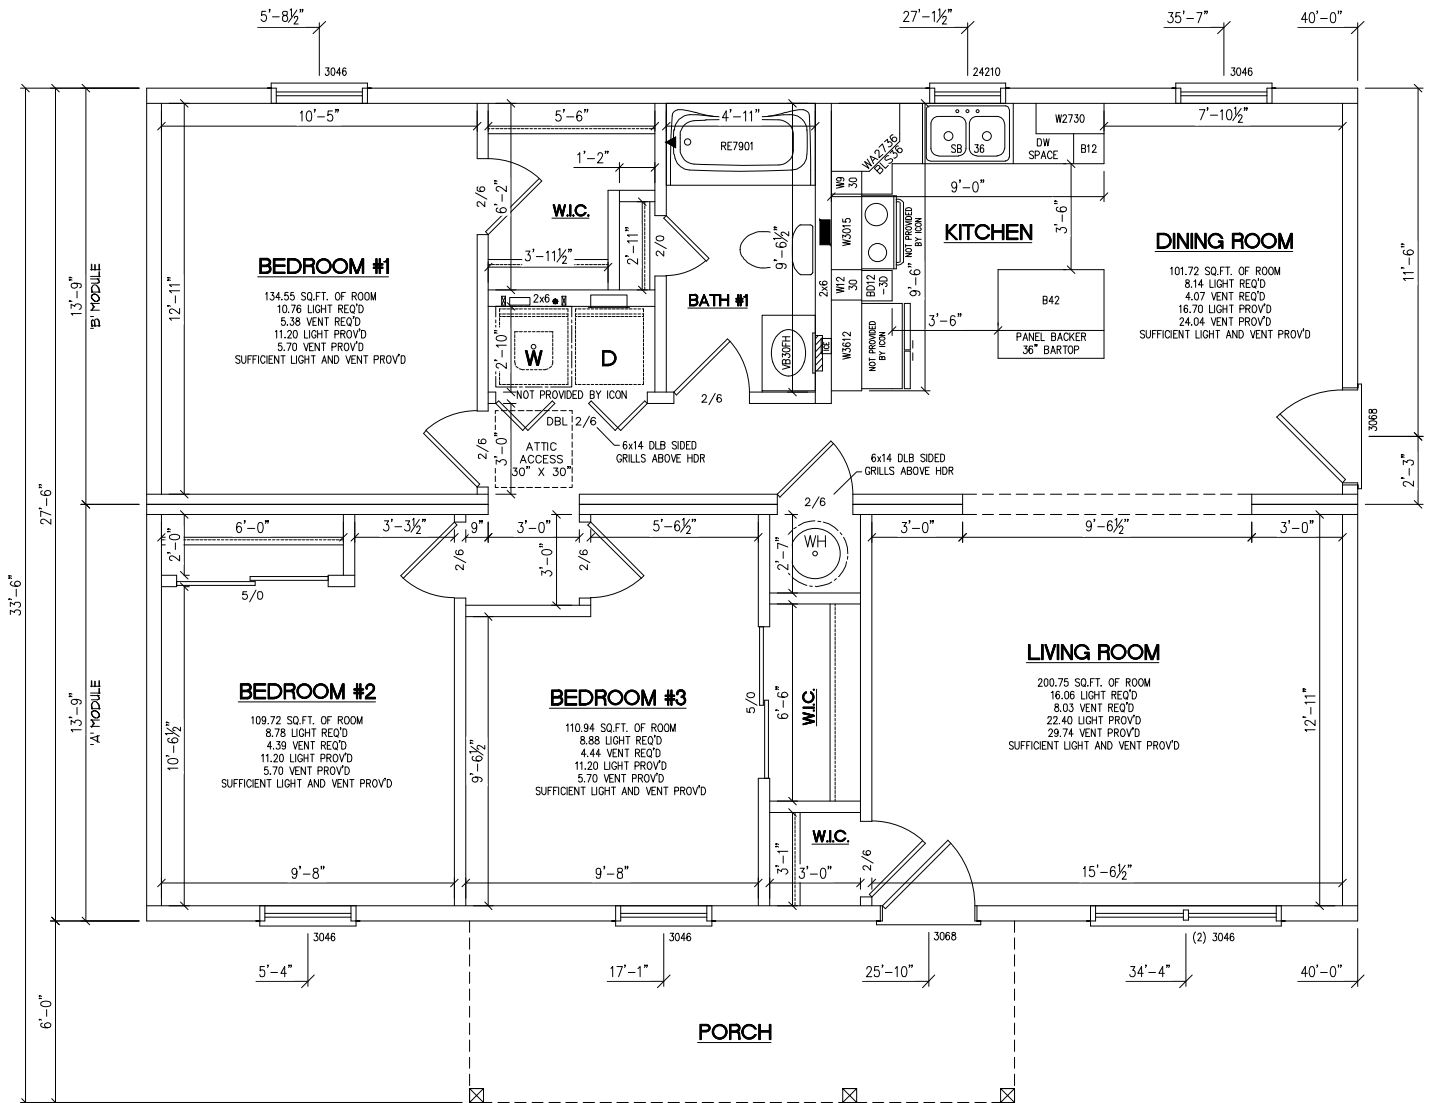 5'-8½"
27'-1½"
35'-7"
40'-0"
3046
24210
3046
10'-5"
5'-6"
4'-11"
7'-10½"
W2730
DW
SPACE
B12
SB 36
RE7901
WA2736
BLS36
1'-2"
W9
30
9'-0"
2/6
6'-2"
W.I.C.
2'-11"
2/0
9'-6½"
W3015
NOT PROVIDED
BY ICON
KITCHEN
3'-6"
DINING ROOM
101.72 SQ.FT. OF ROOM
8.14 LIGHT REQ'D
4.07 VENT REQ'D
16.70 LIGHT PROV'D
24.04 VENT PROV'D
SUFFICIENT LIGHT AND VENT PROV'D
11'-6"
BEDROOM #1
134.55 SQ.FT. OF ROOM
10.76 LIGHT REQ'D
5.38 VENT REQ'D
11.20 LIGHT PROV'D
5.70 VENT PROV'D
SUFFICIENT LIGHT AND VENT PROV'D
13'-9"
'B' MODULE
12'-11"
3'-11½"
2x6
BATH #1
2x6
W12
30
BD12
-3D
9'-6"
B42
3'-6"
PANEL BACKER
36" BARTOP
2'-10"
W
D
VB30FH
ICE
W3612
NOT PROVIDED
BY ICON
NOT PROVIDED BY ICON
2/6
DBL 2/6
ATTIC
ACCESS
30" X 30"
3'-0"
2/6
6x14 DLB SIDED
GRILLS ABOVE HDR
6x14 DLB SIDED
GRILLS ABOVE HDR
3068
2'-3"
27'-6"
33'-6"
2/6
6'-0"
3'-3½"
9"
3'-0"
5'-6½"
3'-0"
9'-6½"
3'-0"
2'-0"
2/6
3'-0"
2/6
2'-7"
WH
5/0
BEDROOM #2
109.72 SQ.FT. OF ROOM
8.78 LIGHT REQ'D
4.39 VENT REQ'D
11.20 LIGHT PROV'D
5.70 VENT PROV'D
SUFFICIENT LIGHT AND VENT PROV'D
13'-9"
'A' MODULE
10'-6½"
BEDROOM #3
110.94 SQ.FT. OF ROOM
8.88 LIGHT REQ'D
4.44 VENT REQ'D
11.20 LIGHT PROV'D
5.70 VENT PROV'D
SUFFICIENT LIGHT AND VENT PROV'D
9'-6½"
5/0
6'-6"
W.I.C.
LIVING ROOM
200.75 SQ.FT. OF ROOM
16.06 LIGHT REQ'D
8.03 VENT REQ'D
22.40 LIGHT PROV'D
29.74 VENT PROV'D
SUFFICIENT LIGHT AND VENT PROV'D
12'-11"
W.I.C.
3'-1"
2/6
9'-8"
9'-8"
3'-0"
15'-6½"
3046
3046
3068
(2) 3046
5'-4"
17'-1"
25'-10"
34'-4"
40'-0"
6'-0"
PORCH